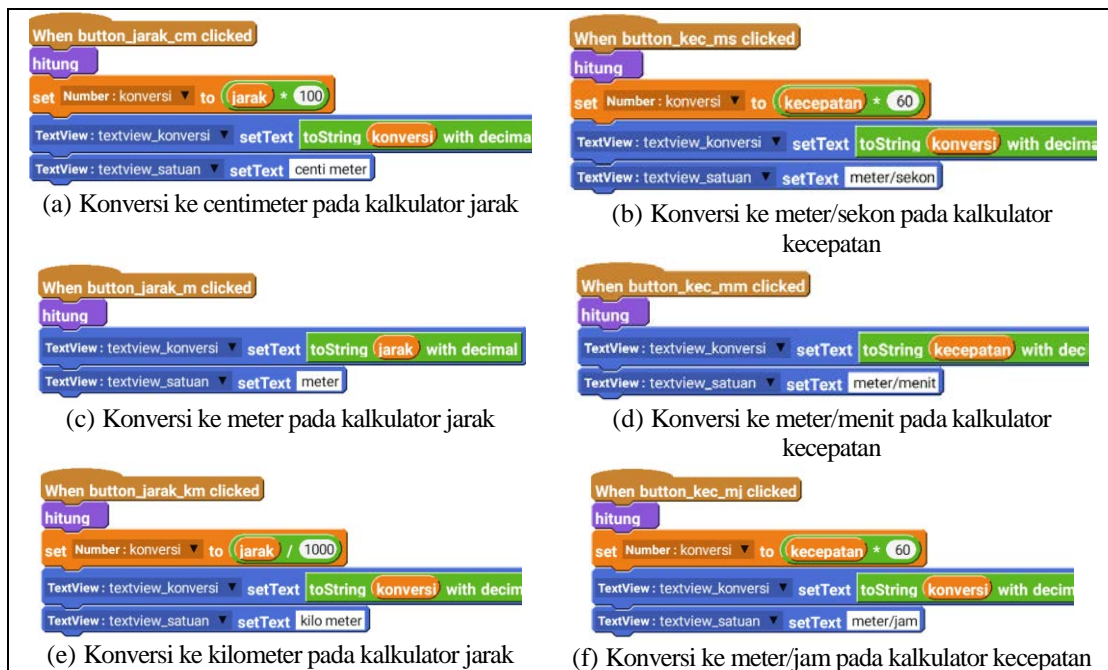 When button_jarak_cm clicked
hitung
set Number : konversi ▼ to jarak * 100
TextView : textview_konversi ▼ setText toString konversi with decimal
TextView : textview_satuan ▼ setText centi meter
(a) Konversi ke centimeter pada kalkulator jarak
When button_kec_ms clicked
hitung
set Number : konversi ▼ to kecepatan * 60
TextView : textview_konversi ▼ setText toString konversi with decima
TextView : textview_satuan ▼ setText meter/sekon
(b) Konversi ke meter/sekon pada kalkulator
kecepatan
When button_jarak_m clicked
hitung
TextView : textview_konversi ▼ setText toString jarak with decimal
TextView : textview_satuan ▼ setText meter
(c) Konversi ke meter pada kalkulator jarak
When button_kec_mm clicked
hitung
TextView : textview_konversi ▼ setText toString kecepatan with dec
TextView : textview_satuan ▼ setText meter/menit
(d) Konversi ke meter/menit pada kalkulator
kecepatan
When button_jarak_km clicked
hitung
set Number : konversi ▼ to jarak / 1000
TextView : textview_konversi ▼ setText toString konversi with decim
TextView : textview_satuan ▼ setText kilo meter
(e) Konversi ke kilometer pada kalkulator jarak
When button_kec_mj clicked
hitung
set Number : konversi ▼ to kecepatan * 60
TextView : textview_konversi ▼ setText toString konversi with decim
TextView : textview_satuan ▼ setText meter/jam
(f) Konversi ke meter/jam pada kalkulator kecepatan